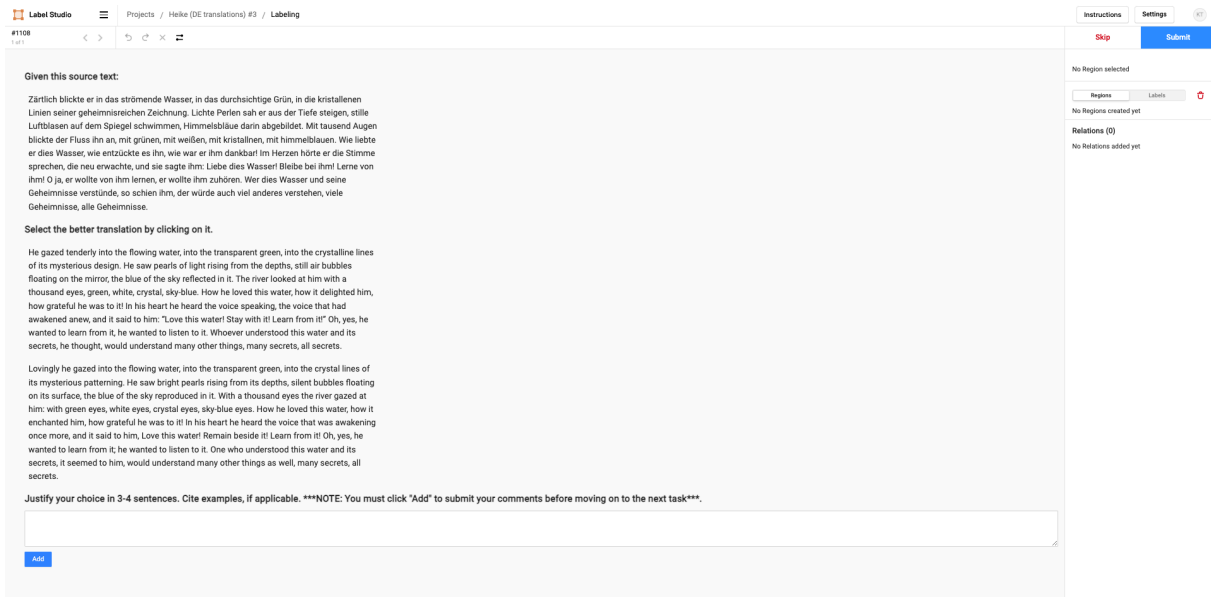 Label Studio
Projects / Heike (DE translations) #3 / Labeling
Instructions
Settings
KT
#1108
1 of 1
Skip
Submit
Given this source text:
Zärtlich blickte er in das strömende Wasser, in das durchsichtige Grün, in die kristallenen
Linien seiner geheimnisreichen Zeichnung. Lichte Perlen sah er aus der Tiefe steigen, stille
Luftblasen auf dem Spiegel schwimmen, Himmelsbläue darin abgebildet. Mit tausend Augen
blickte der Fluss ihn an, mit grünen, mit weißen, mit kristallnen, mit himmelblauen. Wie liebte
er dies Wasser, wie entzückte es ihn, wie war er ihm dankbar! Im Herzen hörte er die Stimme
sprechen, die neu erwachte, und sie sagte ihm: Liebe dies Wasser! Bleibe bei ihm! Lerne von
ihm! O ja, er wollte von ihm lernen, er wollte ihm zuhören. Wer dies Wasser und seine
Geheimnisse verstünde, so schien ihm, der würde auch viel anderes verstehen, viele
Geheimnisse, alle Geheimnisse.
Select the better translation by clicking on it.
He gazed tenderly into the flowing water, into the transparent green, into the crystalline lines
of its mysterious design. He saw pearls of light rising from the depths, still air bubbles
floating on the mirror, the blue of the sky reflected in it. The river looked at him with a
thousand eyes, green, white, crystal, sky-blue. How he loved this water, how it delighted him,
how grateful he was to it! In his heart he heard the voice speaking, the voice that had
awakened anew, and it said to him: “Love this water! Stay with it! Learn from it!” Oh, yes, he
wanted to learn from it, he wanted to listen to it. Whoever understood this water and its
secrets, he thought, would understand many other things, many secrets, all secrets.
Lovingly he gazed into the flowing water, into the transparent green, into the crystal lines of
its mysterious patterning. He saw bright pearls rising from its depths, silent bubbles floating
on its surface, the blue of the sky reproduced in it. With a thousand eyes the river gazed at
him: with green eyes, white eyes, crystal eyes, sky-blue eyes. How he loved this water, how it
enchanted him, how grateful he was to it! In his heart he heard the voice that was awakening
once more, and it said to him, Love this water! Remain beside it! Learn from it! Oh, yes, he
wanted to learn from it; he wanted to listen to it. One who understood this water and its
secrets, it seemed to him, would understand many other things as well, many secrets, all
secrets.
Justify your choice in 3-4 sentences. Cite examples, if applicable. ***NOTE: You must click "Add" to submit your comments before moving on to the next task***.
Add
No Region selected
Regions
Labels
No Regions created yet
Relations (0)
No Relations added yet